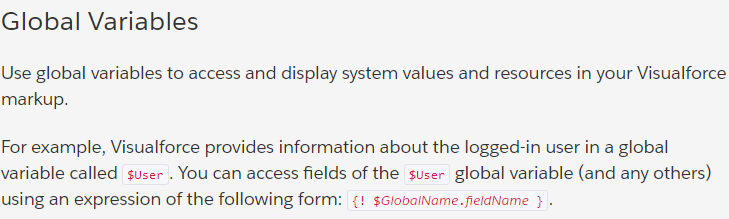 Global Variables
Use global variables to access and display system values and resources in your Visualforce
markup.
For example, Visualforce provides information about the logged-in user in a global
variable called $User. You can access fields of the $User global variable (and any others)
using an expression of the following form: {! $GlobalName.fieldName }.